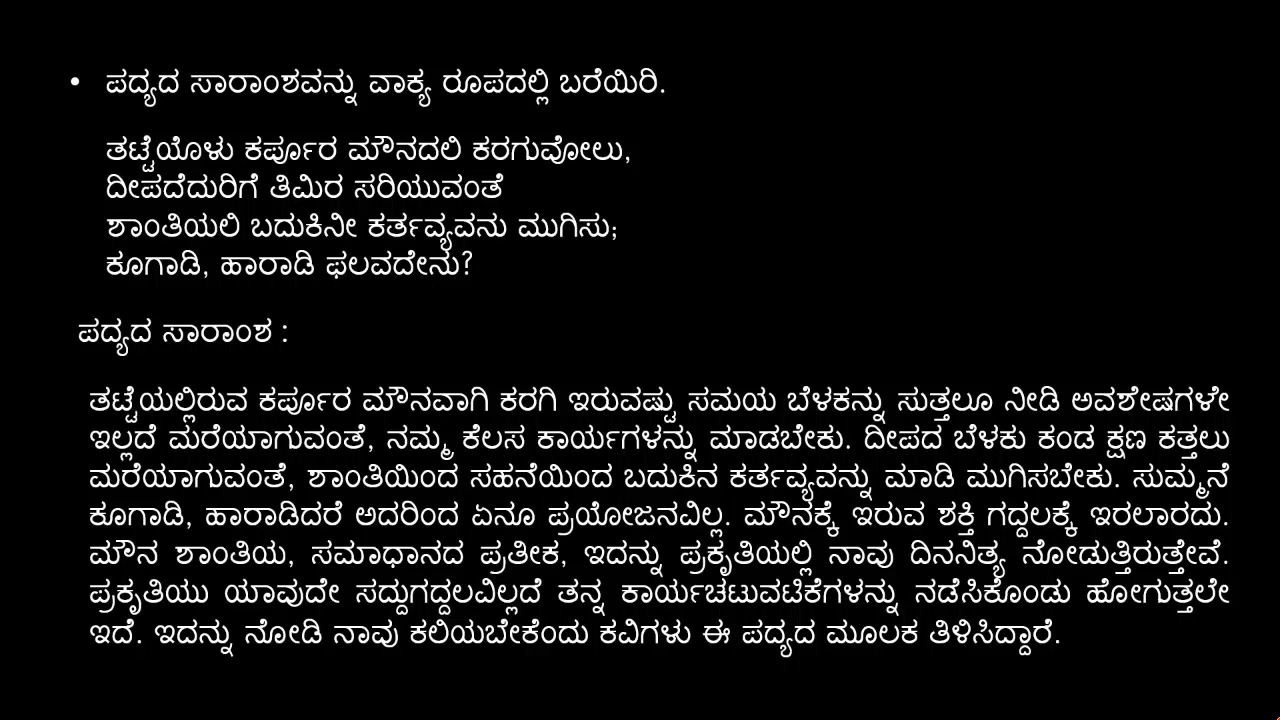 • ಪದ್ಯದ ಸಾರಾಂಶವನ್ನು ವಾಕ್ಯ ರೂಪದಲ್ಲಿ ಬರೆಯಿರಿ.
ತಟ್ಟೆಯೊಳು ಕರ್ಪೂರ ಮೌನದಲಿ ಕರಗುವೋಲು,
ದೀಪದೆದುರಿಗೆ ತಿಮಿರ ಸರಿಯುವಂತೆ
ಶಾಂತಿಯಲಿ ಬದುಕಿನೀ ಕರ್ತವ್ಯವನು ಮುಗಿಸು;
ಕೂಗಾಡಿ, ಹಾರಾಡಿ ಫಲವದೇನು?
ಪದ್ಯದ ಸಾರಾಂಶ :
ತಟ್ಟೆಯಲ್ಲಿರುವ ಕರ್ಪೂರ ಮೌನವಾಗಿ ಕರಗಿ ಇರುವಷ್ಟು ಸಮಯ ಬೆಳಕನ್ನು ಸುತ್ತಲೂ ನೀಡಿ ಅವಶೇಷಗಳೇ
ಇಲ್ಲದೆ ಮರೆಯಾಗುವಂತೆ, ನಮ್ಮ ಕೆಲಸ ಕಾರ್ಯಗಳನ್ನು ಮಾಡಬೇಕು. ದೀಪದ ಬೆಳಕು ಕಂಡ ಕ್ಷಣ ಕತ್ತಲು
ಮರೆಯಾಗುವಂತೆ, ಶಾಂತಿಯಿಂದ ಸಹನೆಯಿಂದ ಬದುಕಿನ ಕರ್ತವ್ಯವನ್ನು ಮಾಡಿ ಮುಗಿಸಬೇಕು. ಸುಮ್ಮನೆ
ಕೂಗಾಡಿ, ಹಾರಾಡಿದರೆ ಅದರಿಂದ ಏನೂ ಪ್ರಯೋಜನವಿಲ್ಲ. ಮೌನಕ್ಕೆ ಇರುವ ಶಕ್ತಿ ಗದ್ದಲಕ್ಕೆ ಇರಲಾರದು.
ಮೌನ ಶಾಂತಿಯ, ಸಮಾಧಾನದ ಪ್ರತೀಕ, ಇದನ್ನು ಪ್ರಕೃತಿಯಲ್ಲಿ ನಾವು ದಿನನಿತ್ಯ ನೋಡುತ್ತಿರುತ್ತೇವೆ.
ಪ್ರಕೃತಿಯು ಯಾವುದೇ ಸದ್ದುಗದ್ದಲವಿಲ್ಲದೆ ತನ್ನ ಕಾರ್ಯಚಟುವಟಿಕೆಗಳನ್ನು ನಡೆಸಿಕೊಂಡು ಹೋಗುತ್ತಲೇ
ಇದೆ. ಇದನ್ನು ನೋಡಿ ನಾವು ಕಲಿಯಬೇಕೆಂದು ಕವಿಗಳು ಈ ಪದ್ಯದ ಮೂಲಕ ತಿಳಿಸಿದ್ದಾರೆ.